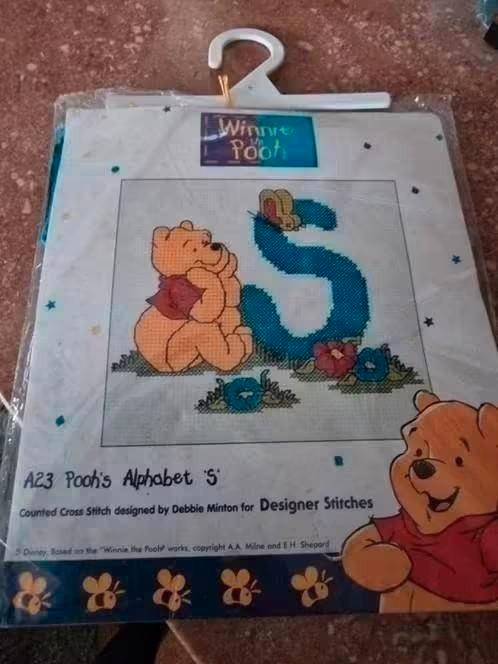 Winnie
the
Pooh
S
A23 Pooh's Alphabet 'S'
Counted Cross Stitch designed by Debbie Minton for Designer Stitches
© Disney. Based on the "Winnie the Pooh" works, copyright A.A. Milne and E.H. Shepard